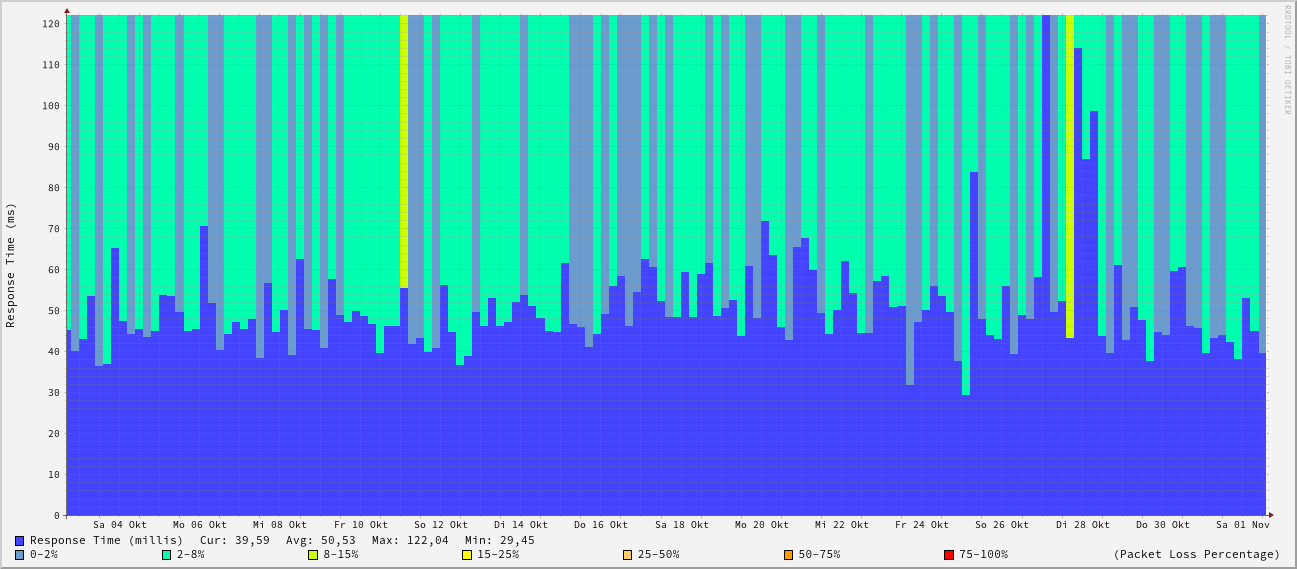 RRDTOOL / TOBI OETIKER
Response Time (ms)
120
110
100
90
80
70
60
50
40
30
20
10
0
Sa 04 Okt Mo 06 Okt Mi 08 Okt Fr 10 Okt So 12 Okt Di 14 Okt Do 16 Okt Sa 18 Okt Mo 20 Okt Mi 22 Okt Fr 24 Okt So 26 Okt Di 28 Okt Do 30 Okt Sa 01 Nov
Response Time (millis) Cur: 39,59 Avg: 50,53 Max: 122,04 Min: 29,45
0-2% 2-8% 8-15% 15-25% 25-50% 50-75% 75-100% (Packet Loss Percentage)